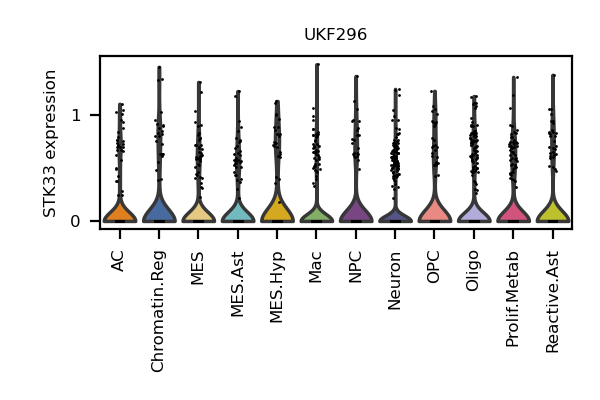 UKF296
STK33 expression
1
0
AC
Chromatin.Reg
MES
MES.Ast
MES.Hyp
Mac
NPC
Neuron
OPC
Oligo
Prolif.Metab
Reactive.Ast